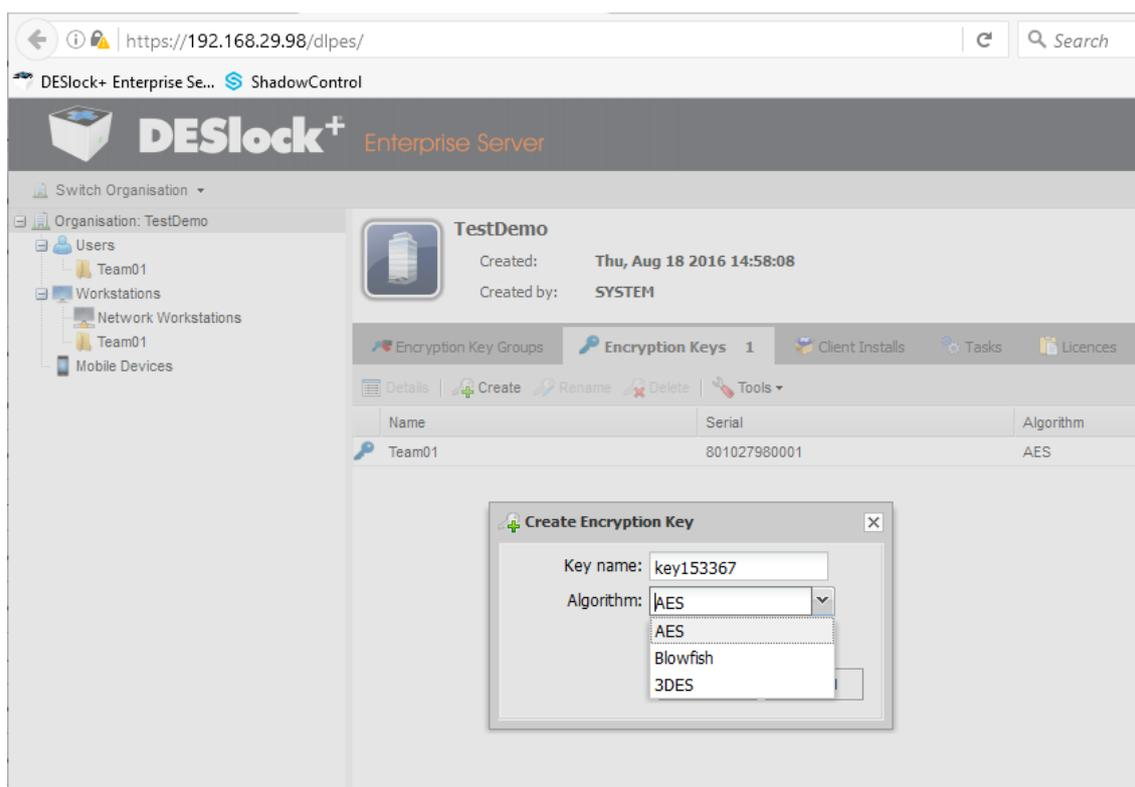 https://192.168.29.98/dlpes/ Search
DESlock+ Enterprise Se... ShadowControl
DESlock+ Enterprise Server
Switch Organisation
Organisation: TestDemo
Users
Team01
Workstations
Network Workstations
Team01
Mobile Devices
TestDemo
Created: Thu, Aug 18 2016 14:58:08
Created by: SYSTEM
Encryption Key Groups Encryption Keys 1 Client Installs Tasks Licences
Details Create Rename Delete Tools
Name Serial Algorithm
Team01 801027980001 AES
Create Encryption Key
Key name: key153367
Algorithm: AES
AES
Blowfish
3DES